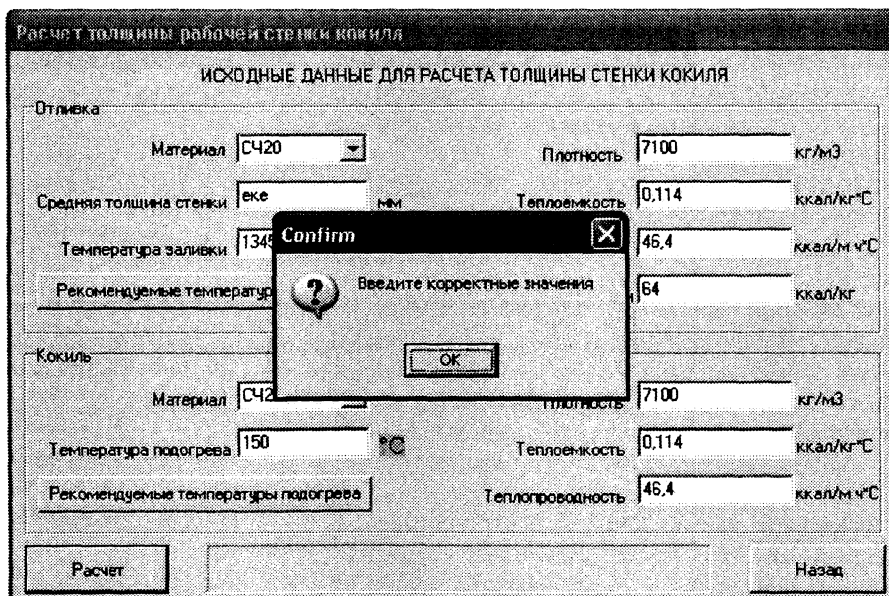 Расчет толщины рабочей стенки кокиля
ИСХОДНЫЕ ДАННЫЕ ДЛЯ РАСЧЕТА ТОЛЩИНЫ СТЕНКИ КОКИЛЯ
Отливка
Материал СЧ20 Плотность 7100 кг/м3
Средняя толщина стенки еке мм Теплоемкость 0,114 ккал/кг*С
Температура заливки 1345 46,4 ккал/м ч*С
Рекомендуемые температур 64 ккал/кг
Confirm
Введите корректные значения
OK
Кокиль
Материал СЧ2 Плотность 7100 кг/м3
Температура подогрева 150 °С Теплоемкость 0,114 ккал/кг*С
Рекомендуемые температуры подогрева Теплопроводность 46,4 ккал/м ч*С
Расчет Назад